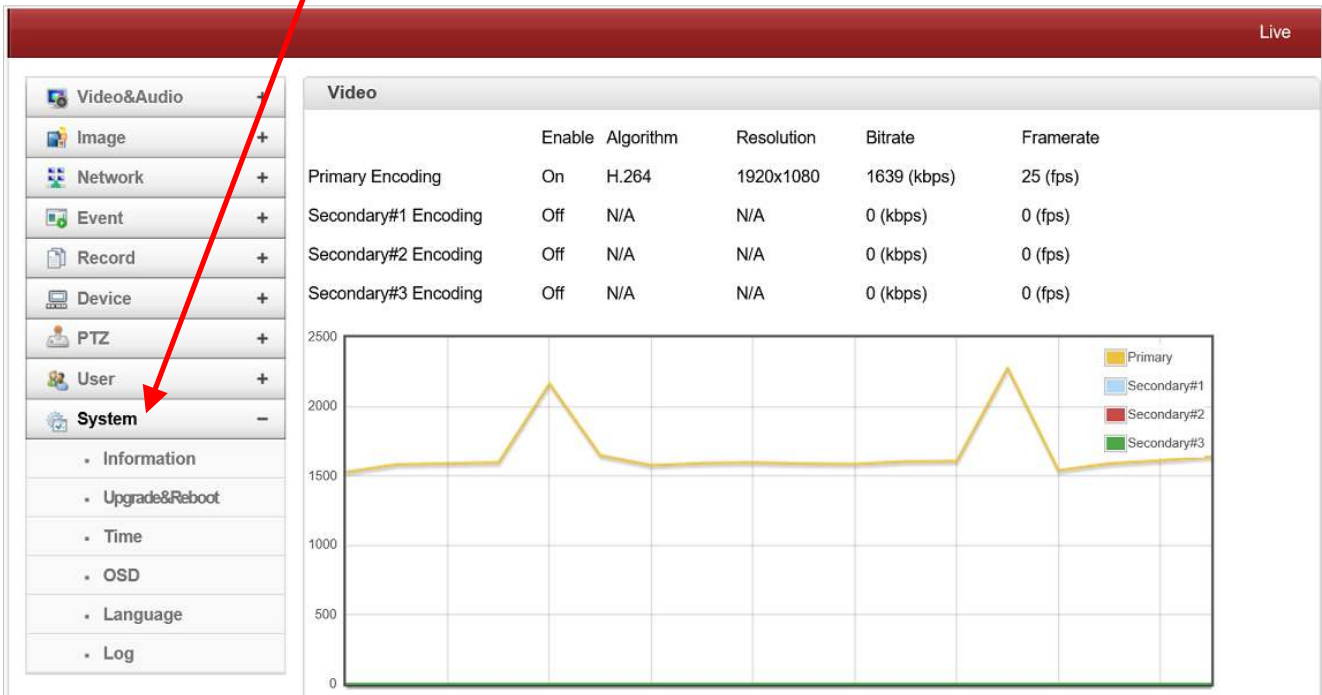 Live
Video&Audio +
Image +
Network +
Event +
Record +
Device +
PTZ +
User +
System −
Information
Upgrade&Reboot
Time
OSD
Language
Log
Video
Enable Algorithm Resolution Bitrate Framerate
Primary Encoding On H.264 1920x1080 1639 (kbps) 25 (fps)
Secondary#1 Encoding Off N/A N/A 0 (kbps) 0 (fps)
Secondary#2 Encoding Off N/A N/A 0 (kbps) 0 (fps)
Secondary#3 Encoding Off N/A N/A 0 (kbps) 0 (fps)
2500
2000
1500
1000
500
0
Primary
Secondary#1
Secondary#2
Secondary#3